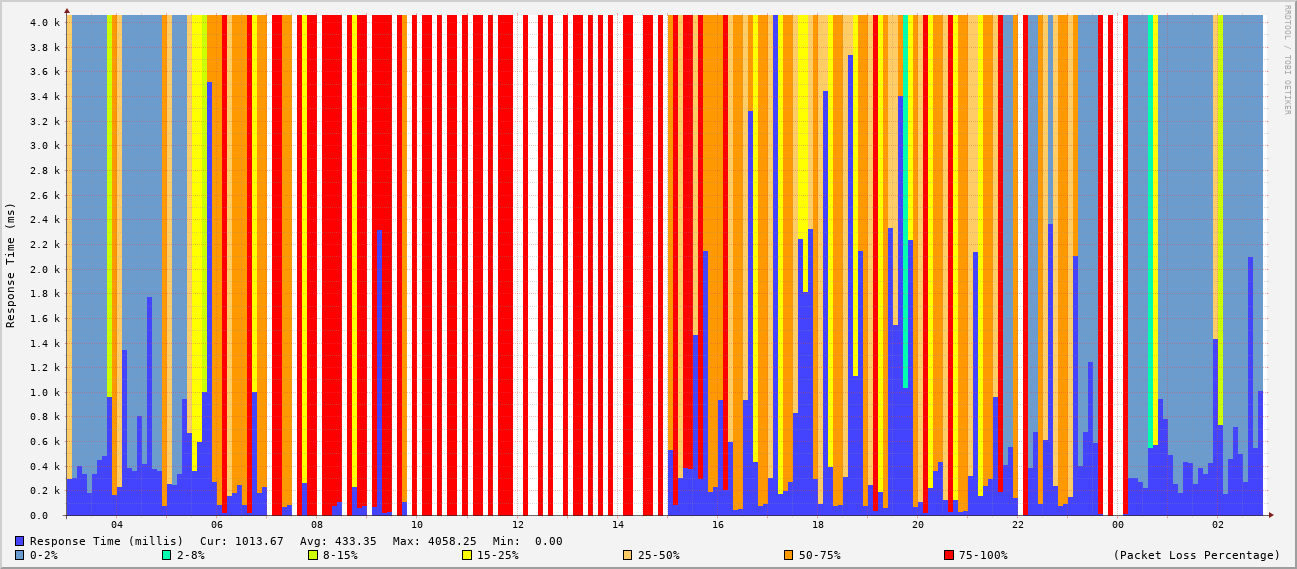 4.0 k
3.8 k
3.6 k
3.4 k
3.2 k
3.0 k
2.8 k
2.6 k
2.4 k
2.2 k
2.0 k
1.8 k
1.6 k
1.4 k
1.2 k
1.0 k
0.8 k
0.6 k
0.4 k
0.2 k
0.0
Response Time (ms)
RRDTOOL / TOBI OETIKER
04 06 08 10 12 14 16 18 20 22 00 02
Response Time (millis) Cur: 1013.67 Avg: 433.35 Max: 4058.25 Min: 0.00
0-2% 2-8% 8-15% 15-25% 25-50% 50-75% 75-100% (Packet Loss Percentage)